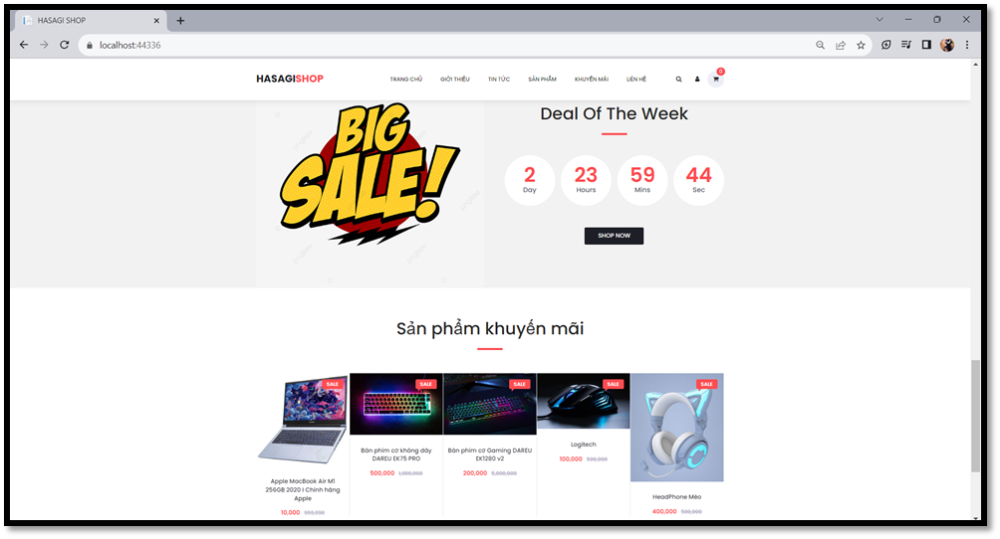 HASAGI SHOP
localhost:44336
HASAGISHOP
TRANG CHỦ GIỚI THIỆU TIN TỨC SẢN PHẨM KHUYẾN MÃI LIÊN HỆ 0
BIG SALE!
Deal Of The Week
2 23 59 44
Day Hours Mins Sec
SHOP NOW
Sản phẩm khuyến mãi
SALE SALE SALE SALE SALE
Apple MacBook Air M1
256GB 2020 I Chính hãng
Apple
10,000
Bàn phím cơ không dây
DAREU EK75 PRO
500,000 1,000,000
Bàn phím cơ Gaming DAREU
EK1280 v2
200,000
Logitech
100,000 500,000
HeadPhone Mèo
400,000 500,000